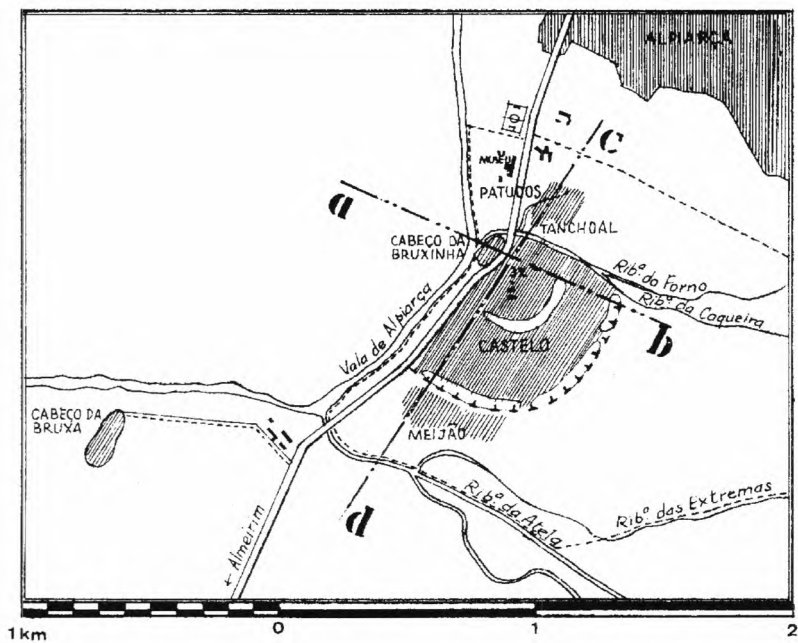 ALPIARÇA
c
MUSEU
PATUDOS
a
TANCHOAL
CABEÇO DA
BRUXINHA
Ribª. do Forno
Ribª. da Caqueira
Vala de Alpiarça
CASTELO
b
CABEÇO DA
BRUXA
MEIJÃO
d
Ribª. da Atela
Ribª. das Extremas
← Almeirim
1km 0 1 2